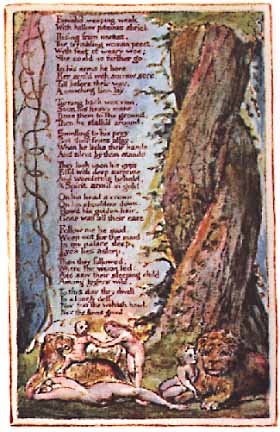 Famishd, weeping, weak
With hollow piteous shriek
Rising from unrest,
The trembling woman prest,
With feet of weary woe;
She could no further go.
In his arms he bore,
Her arm'd with sorrow sore;
Till before their way,
A couching lion lay.
Turning back was vain,
Soon his heavy mane,
Bore them to the ground;
Then he stalk'd around.
Smelling to his prey,
But their fears allay,
When he licks their hands;
And silent by them stands.
They look upon his eyes
Fill'd with deep surprise:
And wondering behold,
A Spirit arm'd in gold.
On his head a crown
On his shoulders down,
Flow'd his golden hair.
Gone was all their care.
Follow me he said,
Weep not for the maid;
In my palace deep,
Lyca lies asleep.
Then they followed,
Where the vision led:
And saw their sleeping child,
Among tygers wild.
To this day they dwell
In a lonely dell
Nor fear the wolvish howl,
Nor the lions growl.